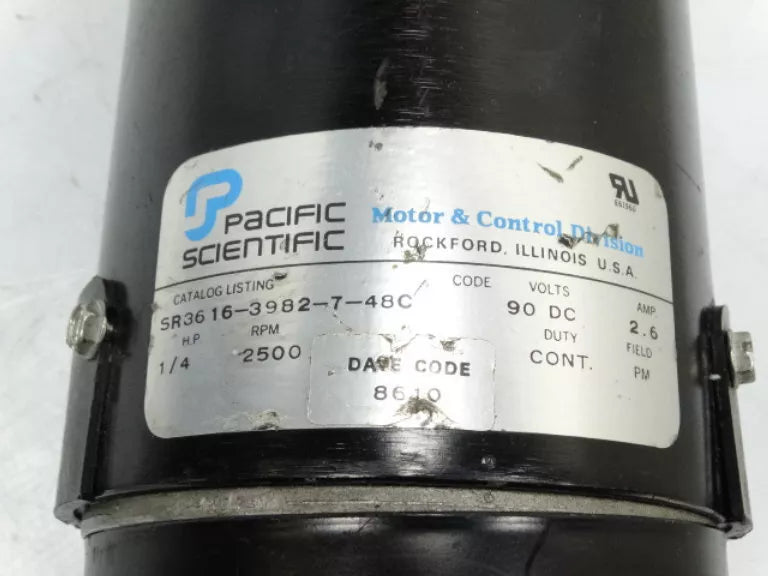 PACIFIC
SCIENTIFIC
Motor & Control Division
ROCKFORD, ILLINOIS U.S.A.
CATALOG LISTING CODE VOLTS AMP.
SR3616-3982-7-48C 90 DC 2.6
H.P. RPM DUTY FIELD
1/4 2500 CONT. PM
DATE CODE
8610